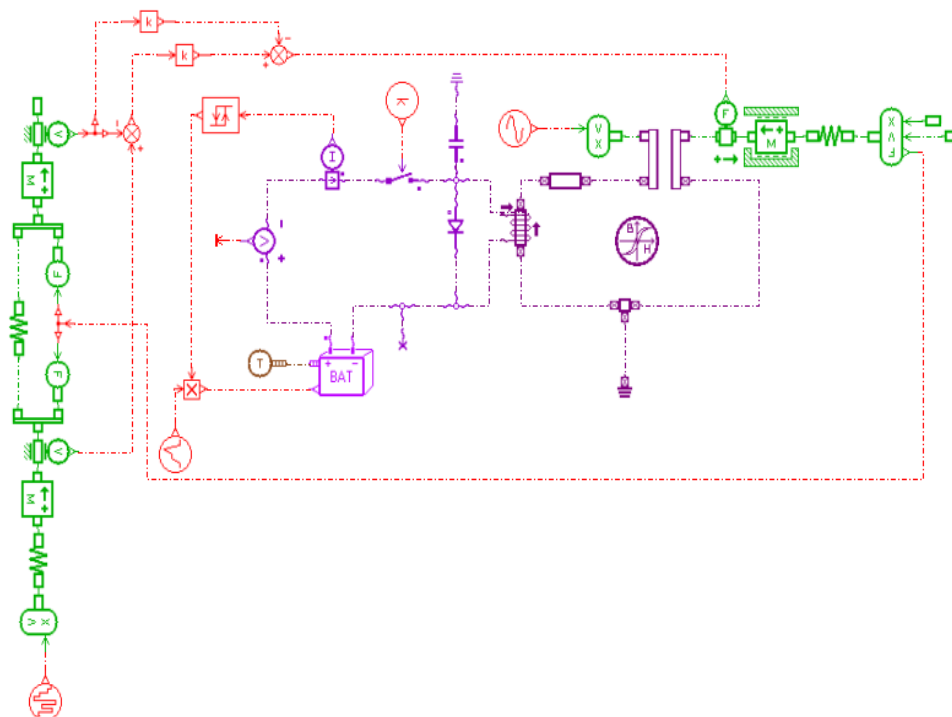 k
k
- +
V
-
+
M
F
F
V
M
X V
I
k
V
-
+
T
+ -
BAT
V X
F
+
M
- +
X V F
B
H